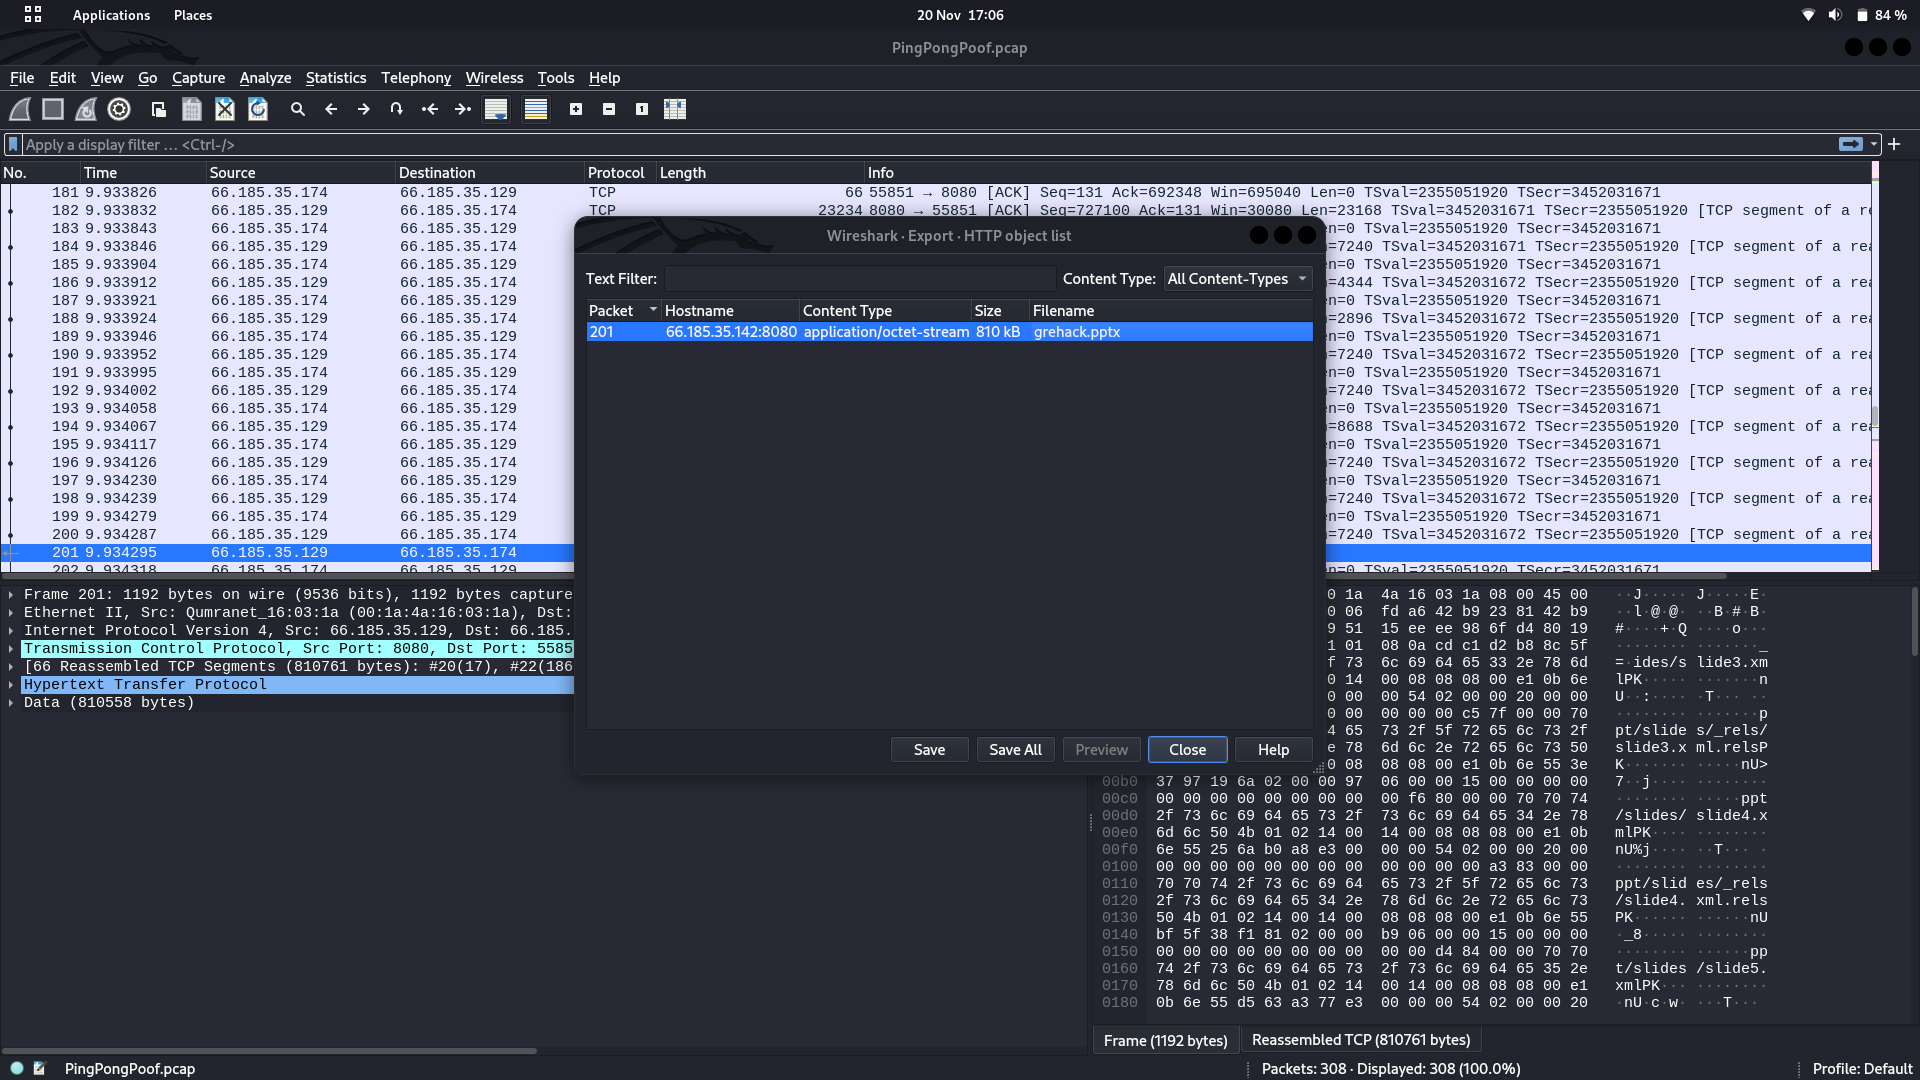 Applications Places 20 Nov 17:06 84 %
PingPongPoof.pcap
File Edit View Go Capture Analyze Statistics Telephony Wireless Tools Help
Apply a display filter … <Ctrl-/>
No. Time Source Destination Protocol Length Info
181 9.933826 66.185.35.174 66.185.35.129 TCP 66 55851 → 8080 [ACK] Seq=131 Ack=692348 Win=695040 Len=0 TSval=2355051920 TSecr=3452031671
182 9.933832 66.185.35.129 66.185.35.174 TCP 23234 8080 → 55851 [ACK] Seq=727100 Ack=131 Win=30080 Len=23168 TSval=3452031671 TSecr=2355051920 [TCP segment of a re
183 9.933843 66.185.35.174 66.185.35.129 en=0 TSval=2355051920 TSecr=3452031671
184 9.933846 66.185.35.129 66.185.35.174 =7240 TSval=3452031671 TSecr=2355051920 [TCP segment of a rea
185 9.933904 66.185.35.174 66.185.35.129 en=0 TSval=2355051920 TSecr=3452031671
186 9.933912 66.185.35.129 66.185.35.174 =4344 TSval=3452031672 TSecr=2355051920 [TCP segment of a rea
187 9.933921 66.185.35.174 66.185.35.129 en=0 TSval=2355051920 TSecr=3452031671
188 9.933924 66.185.35.129 66.185.35.174 =2896 TSval=3452031672 TSecr=2355051920 [TCP segment of a rea
189 9.933946 66.185.35.174 66.185.35.129 en=0 TSval=2355051920 TSecr=3452031671
190 9.933952 66.185.35.129 66.185.35.174 =7240 TSval=3452031672 TSecr=2355051920 [TCP segment of a rea
191 9.933995 66.185.35.174 66.185.35.129 en=0 TSval=2355051920 TSecr=3452031671
192 9.934002 66.185.35.129 66.185.35.174 =7240 TSval=3452031672 TSecr=2355051920 [TCP segment of a rea
193 9.934058 66.185.35.174 66.185.35.129 en=0 TSval=2355051920 TSecr=3452031671
194 9.934067 66.185.35.129 66.185.35.174 =8688 TSval=3452031672 TSecr=2355051920 [TCP segment of a rea
195 9.934117 66.185.35.174 66.185.35.129 en=0 TSval=2355051920 TSecr=3452031671
196 9.934126 66.185.35.129 66.185.35.174 =7240 TSval=3452031672 TSecr=2355051920 [TCP segment of a rea
197 9.934230 66.185.35.174 66.185.35.129 en=0 TSval=2355051920 TSecr=3452031671
198 9.934239 66.185.35.129 66.185.35.174 =7240 TSval=3452031672 TSecr=2355051920 [TCP segment of a rea
199 9.934279 66.185.35.174 66.185.35.129 en=0 TSval=2355051920 TSecr=3452031671
200 9.934287 66.185.35.129 66.185.35.174 =7240 TSval=3452031672 TSecr=2355051920 [TCP segment of a rea
201 9.934295 66.185.35.129 66.185.35.174
202 9.934318 66.185.35.174 66.185.35.129 en=0 TSval=2355051920 TSecr=3452031671
Wireshark · Export · HTTP object list
Text Filter: Content Type: All Content-Types
Packet Hostname Content Type Size Filename
201 66.185.35.142:8080 application/octet-stream 810 kB grehack.pptx
Save Save All Preview Close Help
Frame 201: 1192 bytes on wire (9536 bits), 1192 bytes capture
Ethernet II, Src: Qumranet_16:03:1a (00:1a:4a:16:03:1a), Dst:
Internet Protocol Version 4, Src: 66.185.35.129, Dst: 66.185.
Transmission Control Protocol, Src Port: 8080, Dst Port: 5585
[66 Reassembled TCP Segments (810761 bytes): #20(17), #22(186
Hypertext Transfer Protocol
Data (810558 bytes)
0 1a 4a 16 03 1a 08 00 45 00 ··J····· J·····E·
0 06 fd a6 42 b9 23 81 42 b9 ·l·@·@·· ··B·#·B·
9 51 15 ee ee 98 6f d4 80 19 #····+·Q ····o···
1 01 08 0a cd c1 d2 b8 8c 5f ········ ·······_
f 73 6c 69 64 65 33 2e 78 6d =·ides/s lide3.xm
0 14 00 08 08 08 00 e1 0b 6e lPK····· ·······n
0 00 00 00 54 02 00 00 20 00 U··:···· ·T··· ··
0 00 00 00 00 c5 7f 00 00 70 ········ ·······p
4 65 73 2f 5f 72 65 6c 73 2f pt/slide s/_rels/
e 78 6d 6c 2e 72 65 6c 73 50 slide3.x ml.relsP
0 08 08 08 00 e1 0b 6e 55 3e K······· ·····nU>
00b0 37 97 19 6a 02 00 00 97 06 00 00 15 00 00 00 00 7··j···· ········
00c0 00 00 00 00 00 00 00 00 f6 80 00 00 70 70 74 ········ ·····ppt
00d0 2f 73 6c 69 64 65 73 2f 73 6c 69 64 65 34 2e 78 /slides/ slide4.x
00e0 6d 6c 50 4b 01 02 14 00 14 00 08 08 08 00 e1 0b mlPK···· ········
00f0 6e 55 25 6a b0 a8 e3 00 00 00 54 02 00 00 20 00 nU%j···· ··T··· ·
0100 00 00 00 00 00 00 00 00 00 00 00 00 a3 83 00 00 ········ ········
0110 70 70 74 2f 73 6c 69 64 65 73 2f 5f 72 65 6c 73 ppt/slid es/_rels
0120 2f 73 6c 69 64 65 34 2e 78 6d 6c 2e 72 65 6c 73 /slide4. xml.rels
0130 50 4b 01 02 14 00 14 00 08 08 08 00 e1 0b 6e 55 PK······ ······nU
0140 bf 5f 38 f1 81 02 00 00 b9 06 00 00 15 00 00 00 ·_8····· ········
0150 00 00 00 00 00 00 00 00 00 00 d4 84 00 00 70 70 ········ ······pp
0160 74 2f 73 6c 69 64 65 73 2f 73 6c 69 64 65 35 2e t/slides /slide5.
0170 78 6d 6c 50 4b 01 02 14 00 14 00 08 08 08 00 e1 xmlPK··· ········
0180 0b 6e 55 d5 63 a3 77 e3 00 00 00 54 02 00 00 20 ·nU·c·w· ···T···
Frame (1192 bytes) Reassembled TCP (810761 bytes)
PingPongPoof.pcap Packets: 308 · Displayed: 308 (100.0%) Profile: Default